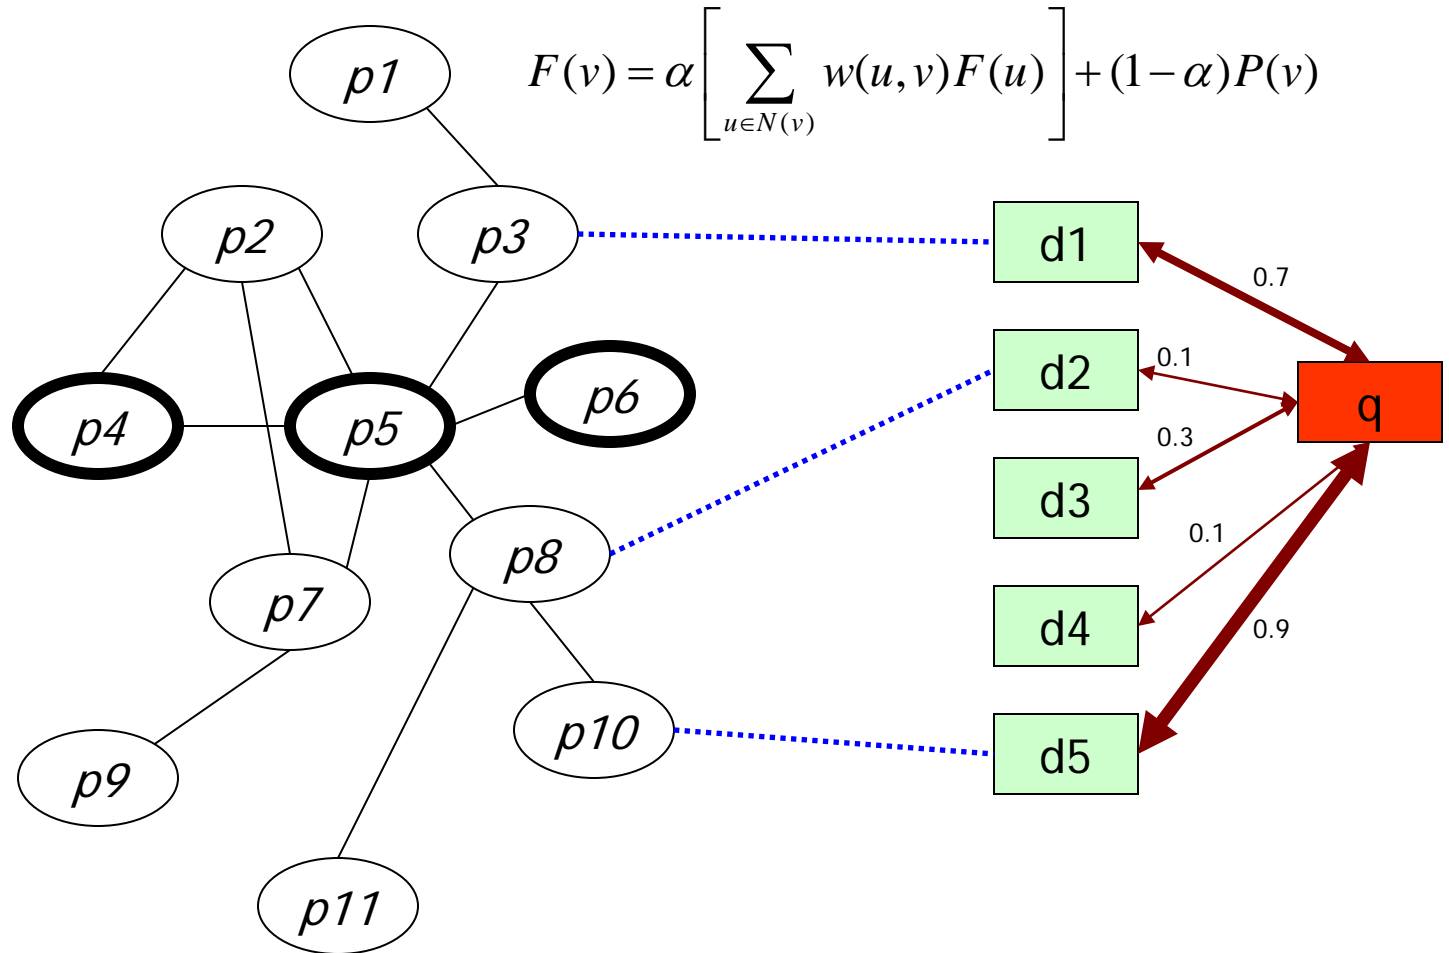 p1
F(v) = α[∑_{u∈N(v)} w(u,v)F(u)] + (1−α)P(v)
p2
p3
d1
0.7
d2
0.1
p4
p5
p6
q
0.3
d3
p8
0.1
p7
d4
0.9
p10
d5
p9
p11